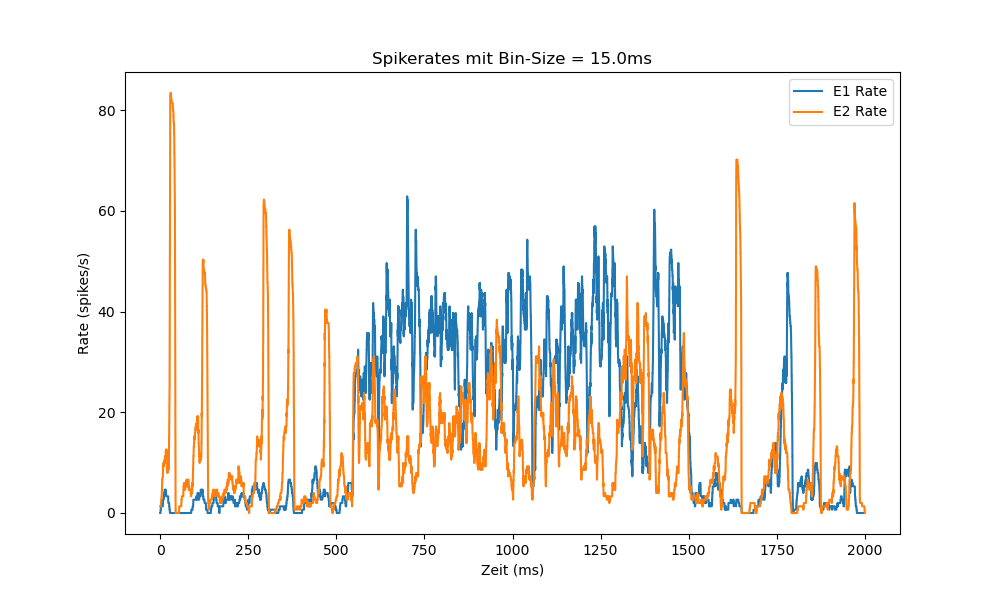 Spikerates mit Bin-Size = 15.0ms
E1 Rate
E2 Rate
Rate (spikes/s)
80
60
40
20
0
0 250 500 750 1000 1250 1500 1750 2000
Zeit (ms)